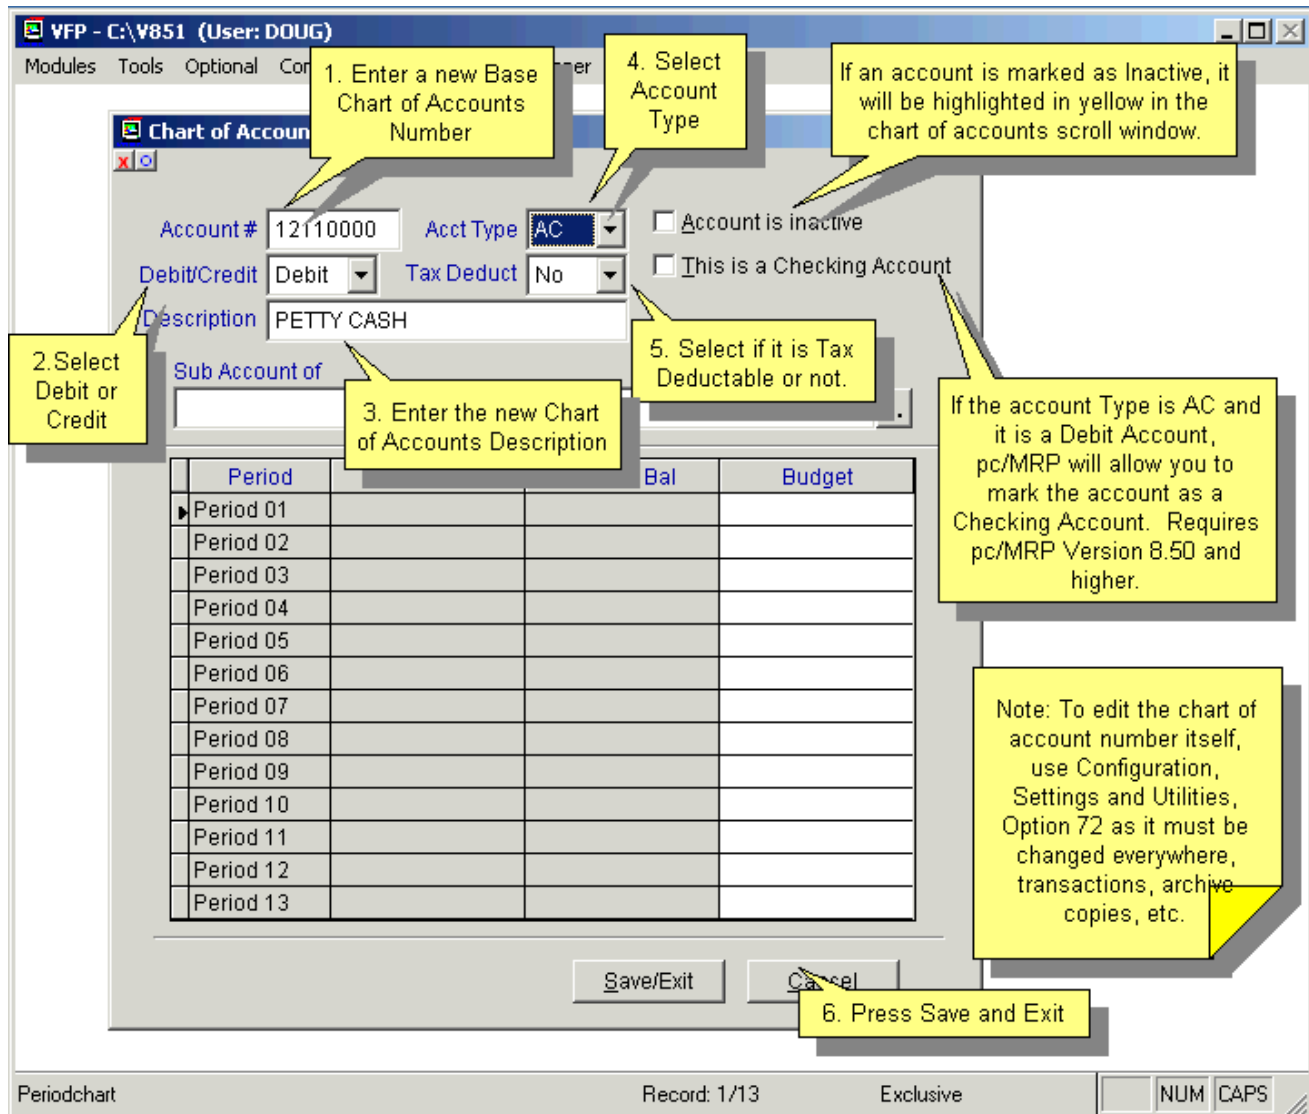 VFP - C:\V851 (User: DOUG)
Modules Tools Optional
1. Enter a new Base
Chart of Accounts
Number
4. Select
Account
Type
If an account is marked as Inactive, it
will be highlighted in yellow in the
chart of accounts scroll window.
Chart of
Account # 12110000 Acct Type AC Account is inactive
Debit/Credit Debit Tax Deduct No This is a Checking Account
Description PETTY CASH
2.Select
Debit or
Credit
5. Select if it is Tax
Deductable or not.
Sub Account of
3. Enter the new Chart
of Accounts Description
If the account Type is AC and
it is a Debit Account,
pc/MRP will allow you to
mark the account as a
Checking Account. Requires
pc/MRP Version 8.50 and
higher.
Period Bal Budget
Period 01
Period 02
Period 03
Period 04
Period 05
Period 06
Period 07
Period 08
Period 09
Period 10
Period 11
Period 12
Period 13
Note: To edit the chart of
account number itself,
use Configuration,
Settings and Utilities,
Option 72 as it must be
changed everywhere,
transactions, archive
copies, etc.
Save/Exit Cancel
6. Press Save and Exit
Periodchart Record: 1/13 Exclusive NUM CAPS